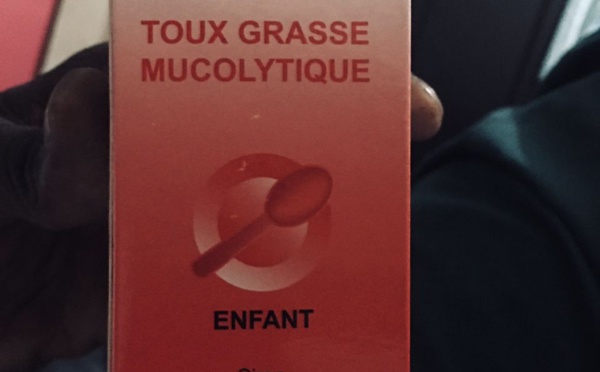 TOUX GRASSE
MUCOLYTIQUE
ENFANT